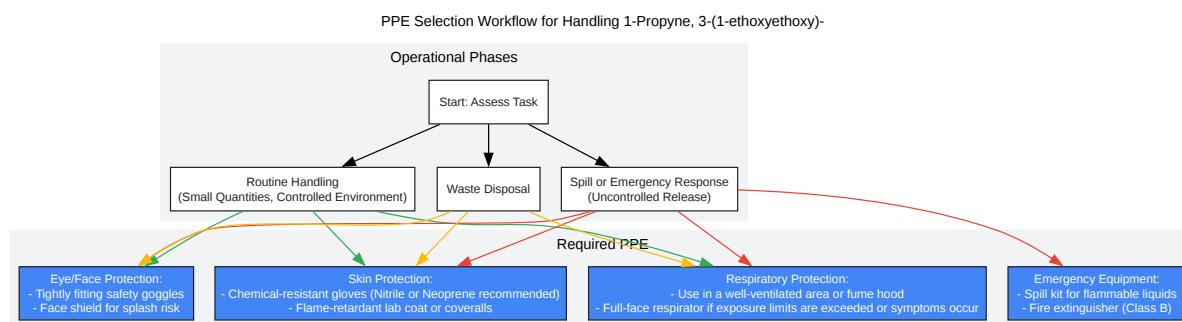 PPE Selection Workflow for Handling 1-Propyne, 3-(1-ethoxyethoxy)-
Operational Phases
Start: Assess Task
Routine Handling
(Small Quantities, Controlled Environment)
Waste Disposal
Spill or Emergency Response
(Uncontrolled Release)
Required PPE
Eye/Face Protection:
- Tightly fitting safety goggles
- Face shield for splash risk
Skin Protection:
- Chemical-resistant gloves (Nitrile or Neoprene recommended)
- Flame-retardant lab coat or coveralls
Respiratory Protection:
- Use in a well-ventilated area or fume hood
- Full-face respirator if exposure limits are exceeded or symptoms occur
Emergency Equipment:
- Spill kit for flammable liquids
- Fire extinguisher (Class B)